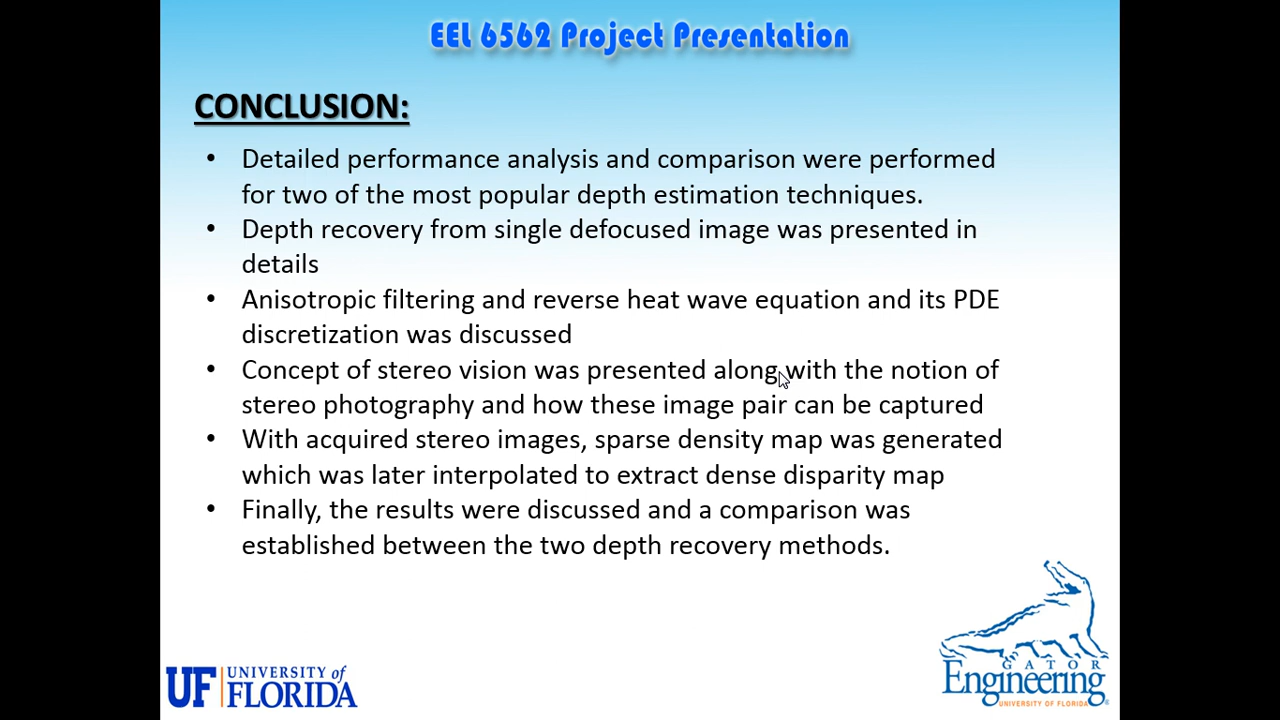 EEL 6562 Project Presentation
CONCLUSION:
• Detailed performance analysis and comparison were performed
for two of the most popular depth estimation techniques.
• Depth recovery from single defocused image was presented in
details
• Anisotropic filtering and reverse heat wave equation and its PDE
discretization was discussed
• Concept of stereo vision was presented along with the notion of
stereo photography and how these image pair can be captured
• With acquired stereo images, sparse density map was generated
which was later interpolated to extract dense disparity map
• Finally, the results were discussed and a comparison was
established between the two depth recovery methods.
UF UNIVERSITY of
FLORIDA
GATOR
Engineering
UNIVERSITY OF FLORIDA